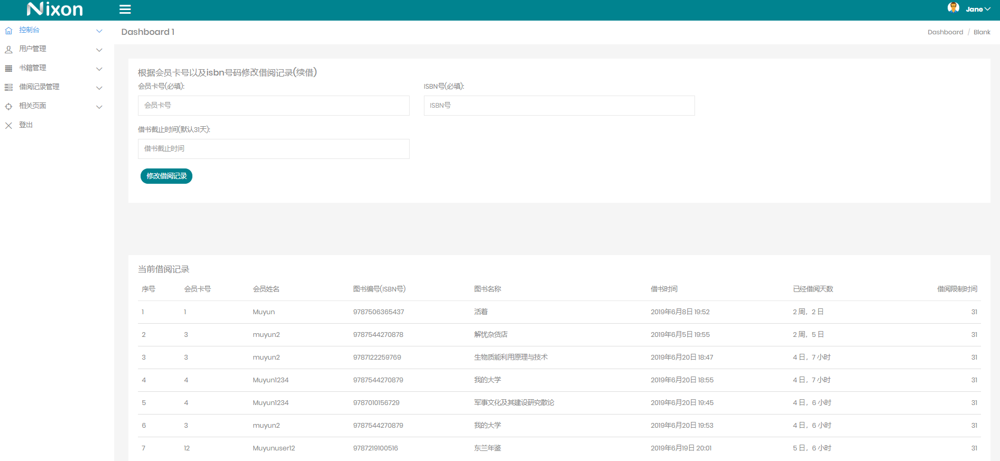 Nixon
Jane
控制台
用户管理
书籍管理
借阅记录管理
相关页面
登出
Dashboard 1
Dashboard / Blank
根据会员卡号以及isbn号码修改借阅记录(续借)
会员卡号(必填): ISBN号(必填):
会员卡号 ISBN号
借书截止时间(默认31天):
借书截止时间
修改借阅记录
当前借阅记录
序号 会员卡号 会员姓名 图书编号(ISBN号) 图书名称 借书时间 已经借阅天数 借阅限制时间
1 1 Muyun 9787506365437 活着 2019年6月8日 19:52 2 周，2 日 31
2 3 muyun2 9787544270878 解忧杂货店 2019年6月5日 19:55 2 周，5 日 31
3 3 muyun2 9787122259769 生物质能利用原理与技术 2019年6月20日 18:47 4 日，7 小时 31
4 4 Muyun1234 9787544270879 我的大学 2019年6月20日 18:55 4 日，7 小时 31
5 4 Muyun1234 9787010156729 军事文化及其建设研究散论 2019年6月20日 19:45 4 日，6 小时 31
6 3 muyun2 9787544270879 我的大学 2019年6月20日 19:53 4 日，6 小时 31
7 12 Muyunuser12 9787219100516 东兰年鉴 2019年6月19日 20:01 5 日，6 小时 31